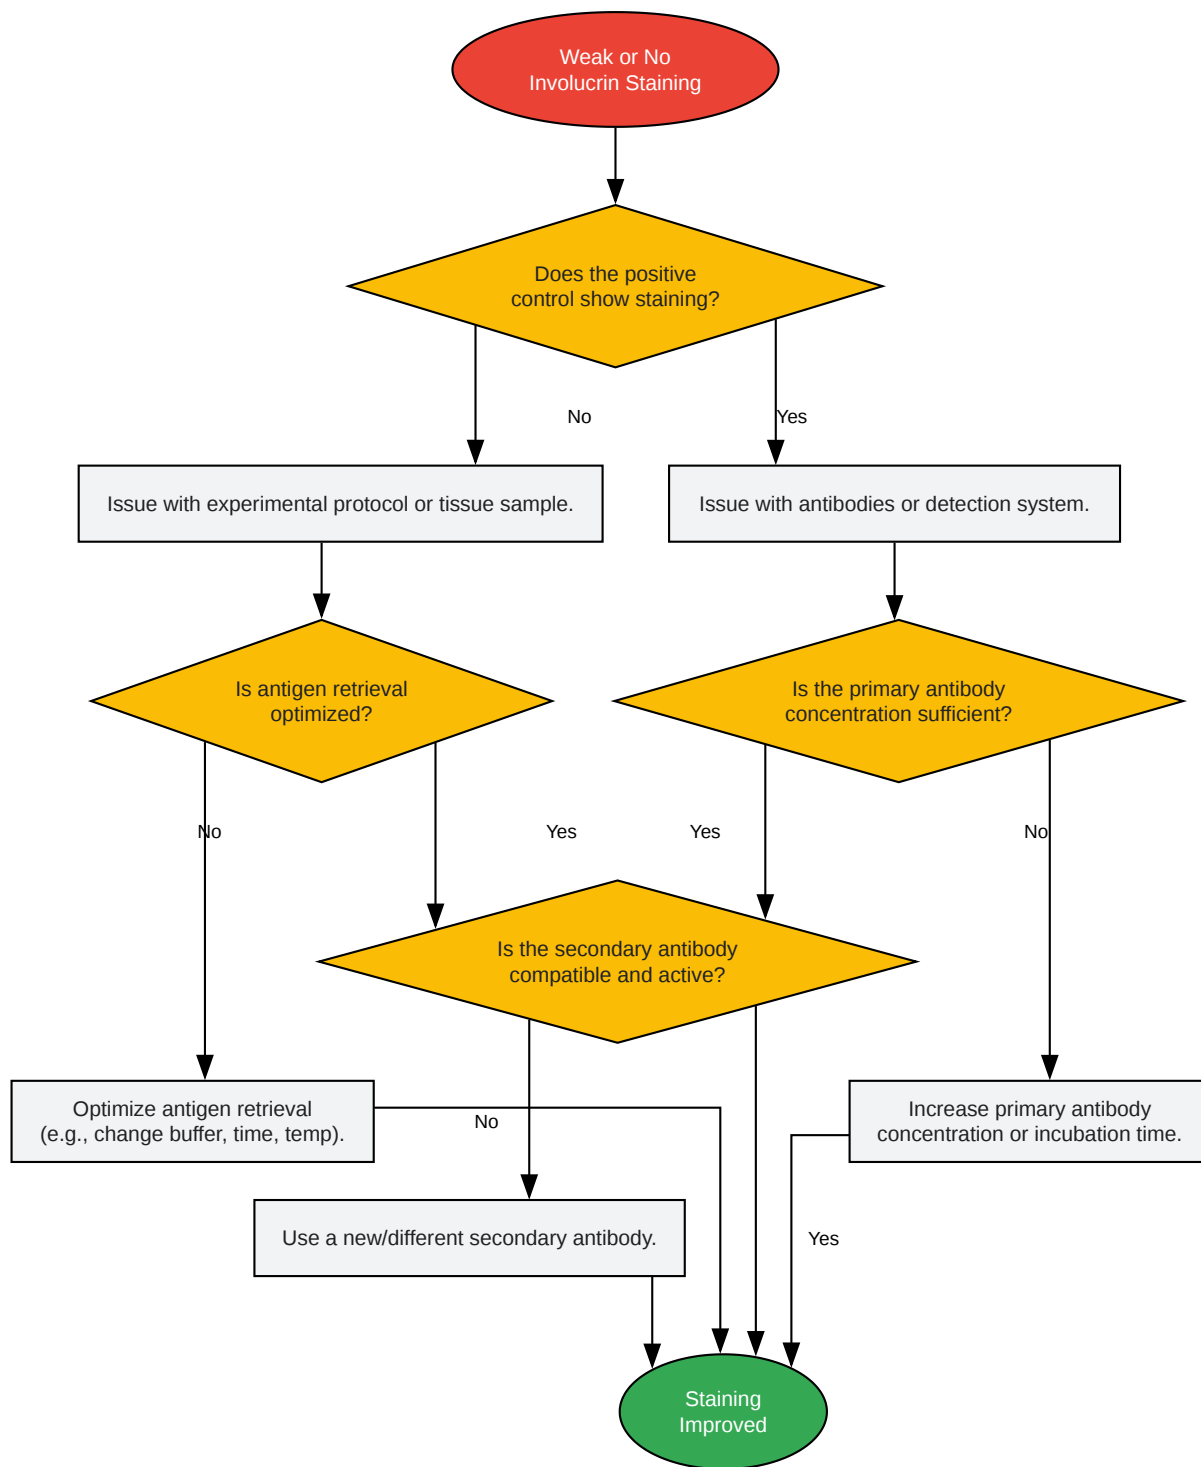 Weak or No
Involucrin Staining
Does the positive
control show staining?
No
Yes
Issue with experimental protocol or tissue sample.
Issue with antibodies or detection system.
Is antigen retrieval
optimized?
Is the primary antibody
concentration sufficient?
No
Yes
Yes
No
Is the secondary antibody
compatible and active?
Optimize antigen retrieval
(e.g., change buffer, time, temp).
No
Increase primary antibody
concentration or incubation time.
Use a new/different secondary antibody.
Yes
Staining
Improved